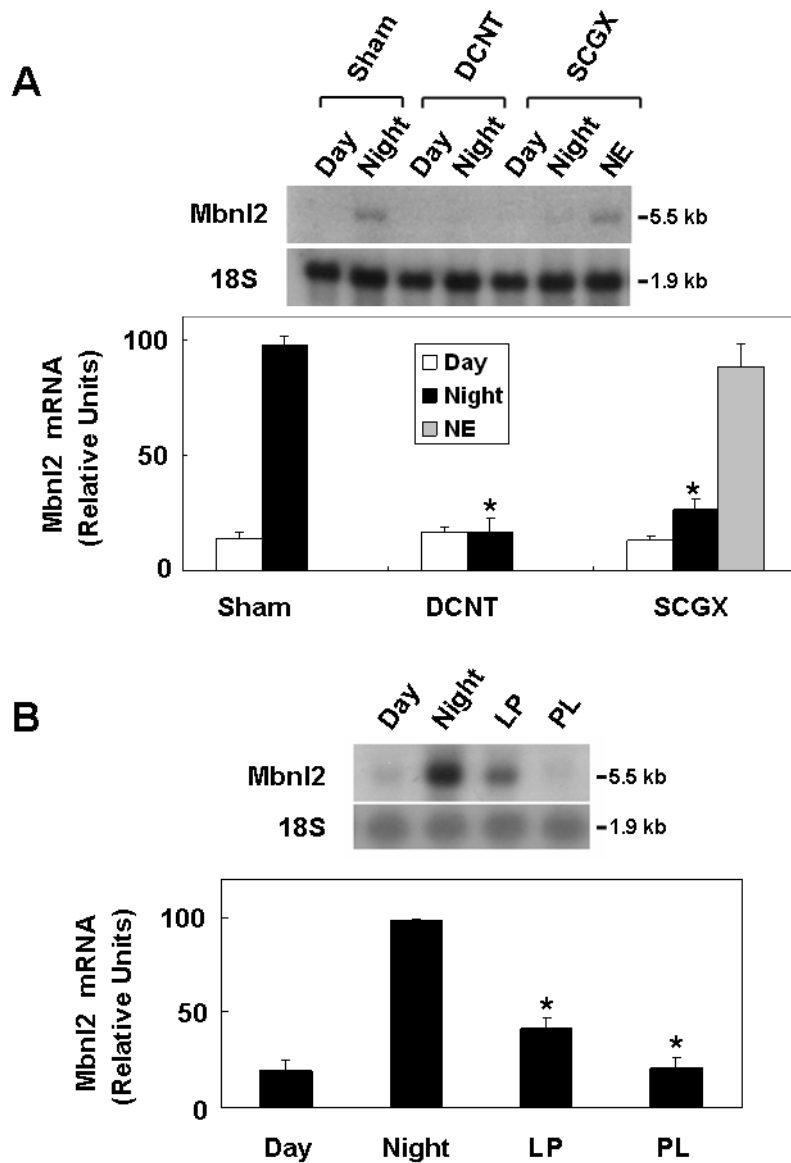 A
Sham DCNT SCGX
Day Night Day Night Day Night NE
Mbnl2 -5.5 kb
18S -1.9 kb
Mbnl2 mRNA
(Relative Units)
100
50
0
Day
Night
NE
* *
Sham DCNT SCGX
B
Day Night LP PL
Mbnl2 -5.5 kb
18S -1.9 kb
Mbnl2 mRNA
(Relative Units)
100
50
0
* *
Day Night LP PL